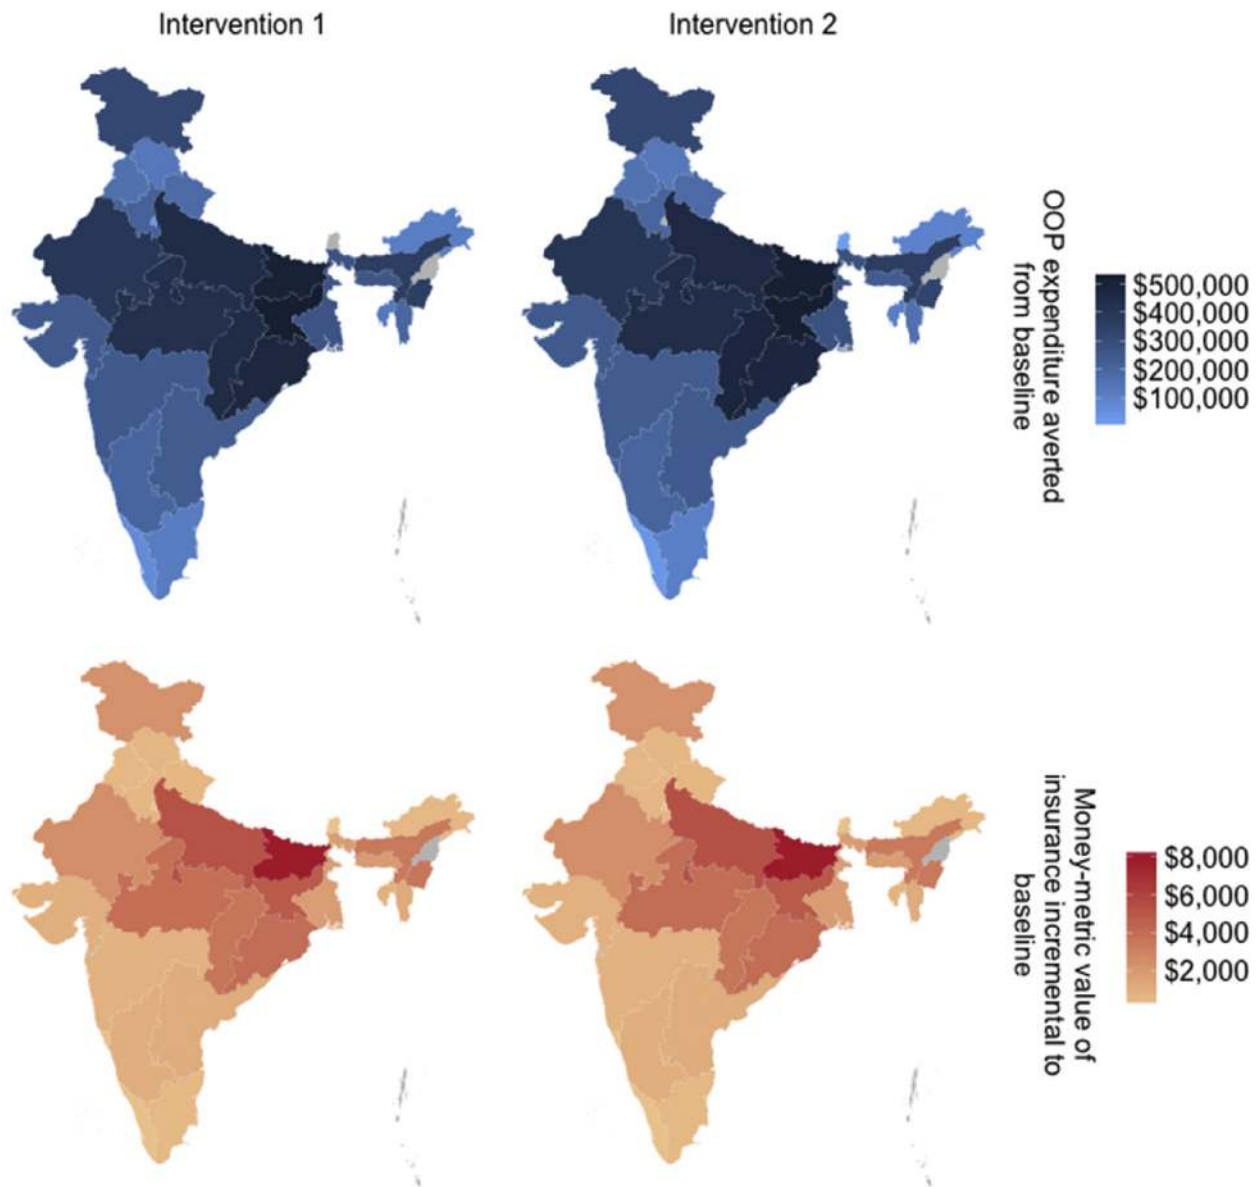 Intervention 1
Intervention 2
OOP expenditure averted
from baseline
$500,000
$400,000
$300,000
$200,000
$100,000
Money-metric value of
insurance incremental to
baseline
$8,000
$6,000
$4,000
$2,000